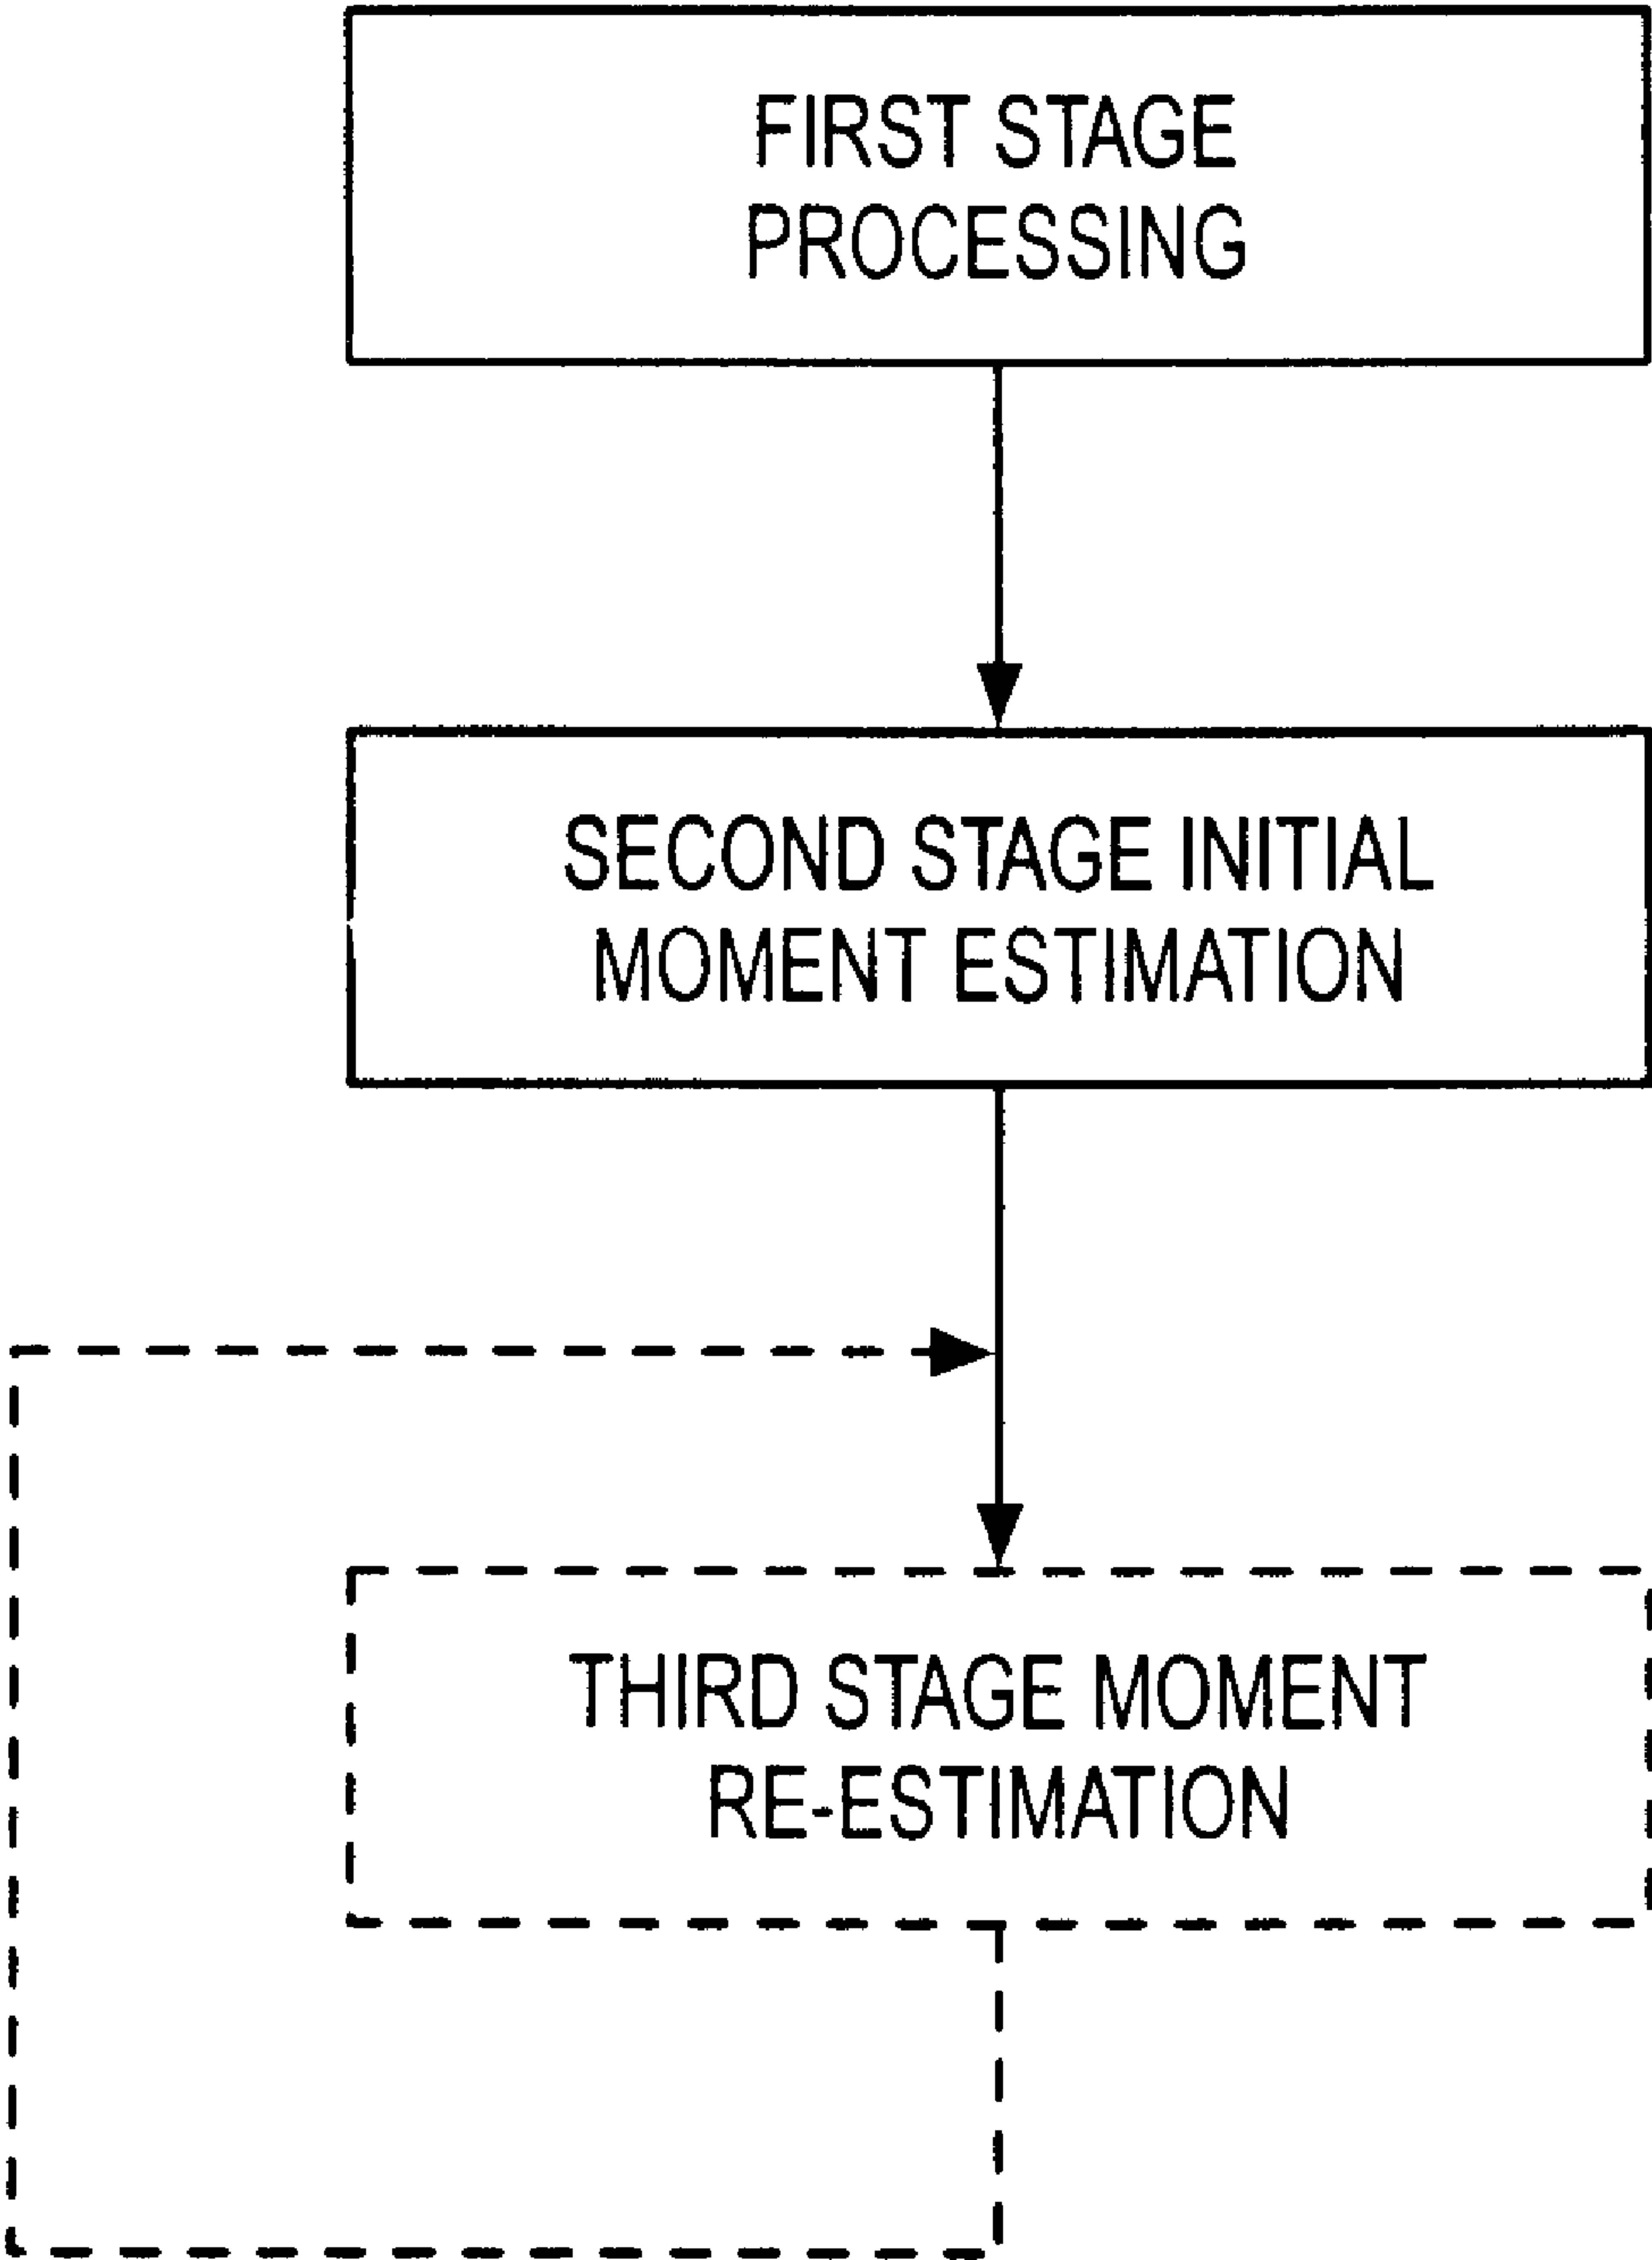 FIRST STAGE
PROCESSING
SECOND STAGE INITIAL
MOMENT ESTIMATION
THIRD STAGE MOMENT
RE-ESTIMATION